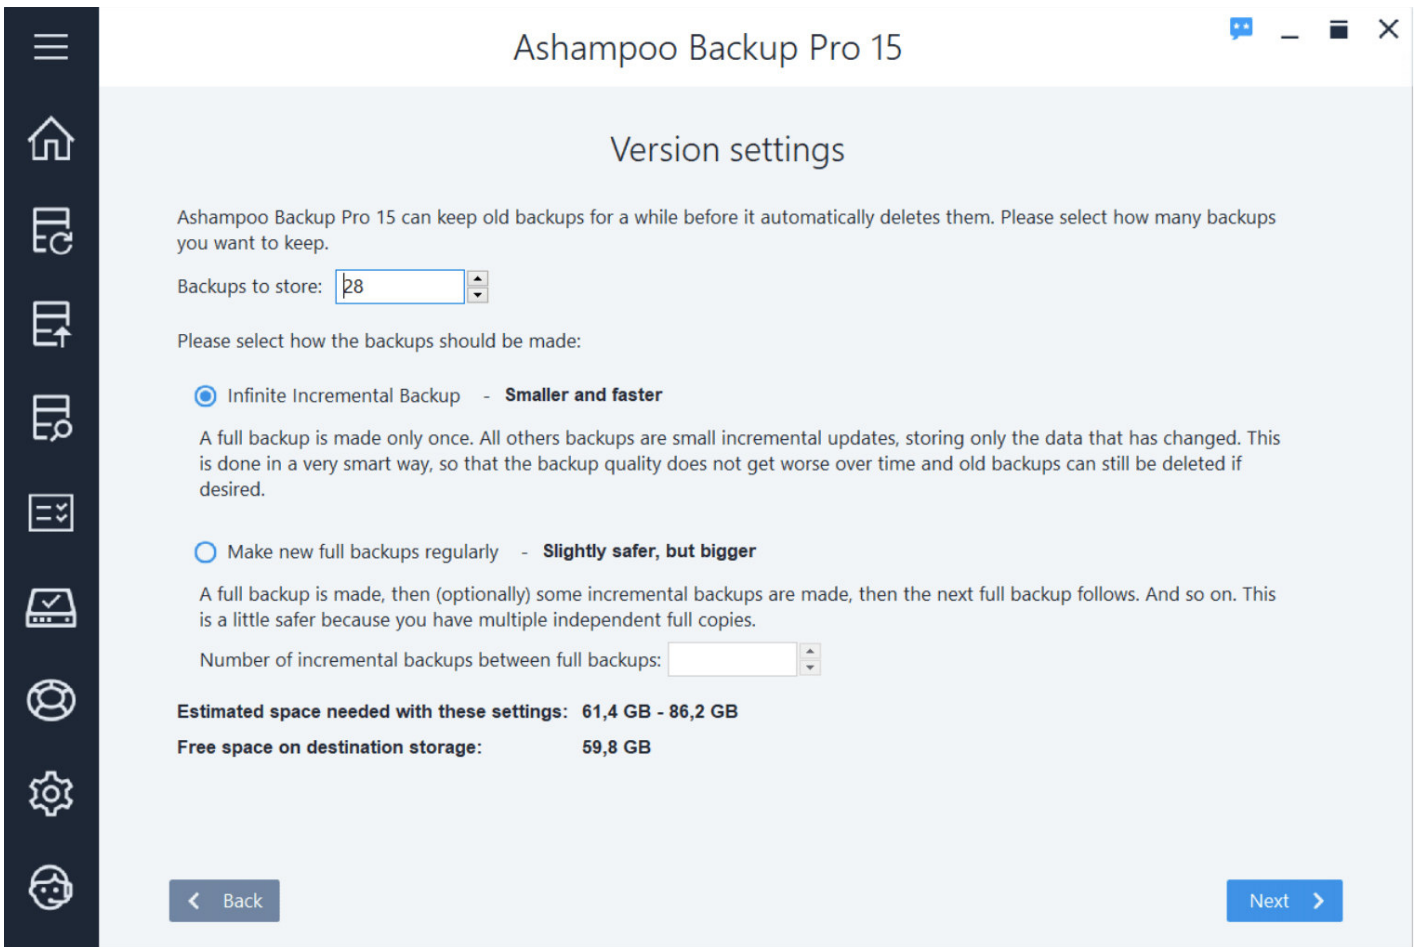 Ashampoo Backup Pro 15
Version settings
Ashampoo Backup Pro 15 can keep old backups for a while before it automatically deletes them. Please select how many backups
you want to keep.
Backups to store: 28
Please select how the backups should be made:
Infinite Incremental Backup - Smaller and faster
A full backup is made only once. All others backups are small incremental updates, storing only the data that has changed. This
is done in a very smart way, so that the backup quality does not get worse over time and old backups can still be deleted if
desired.
Make new full backups regularly - Slightly safer, but bigger
A full backup is made, then (optionally) some incremental backups are made, then the next full backup follows. And so on. This
is a little safer because you have multiple independent full copies.
Number of incremental backups between full backups:
Estimated space needed with these settings: 61,4 GB - 86,2 GB
Free space on destination storage: 59,8 GB
Back
Next